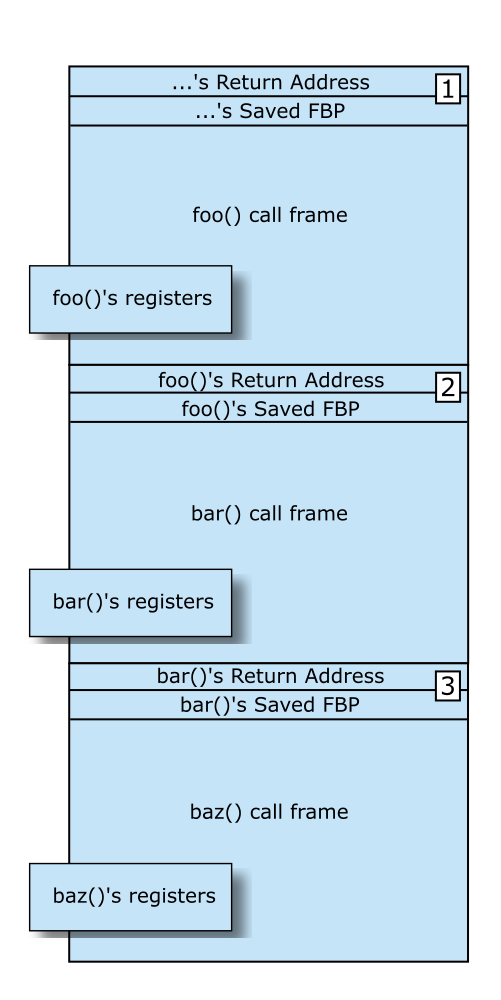 ...'s Return Address
1
...'s Saved FBP
foo() call frame
foo()'s registers
foo()'s Return Address
2
foo()'s Saved FBP
bar() call frame
bar()'s registers
bar()'s Return Address
3
bar()'s Saved FBP
baz() call frame
baz()'s registers